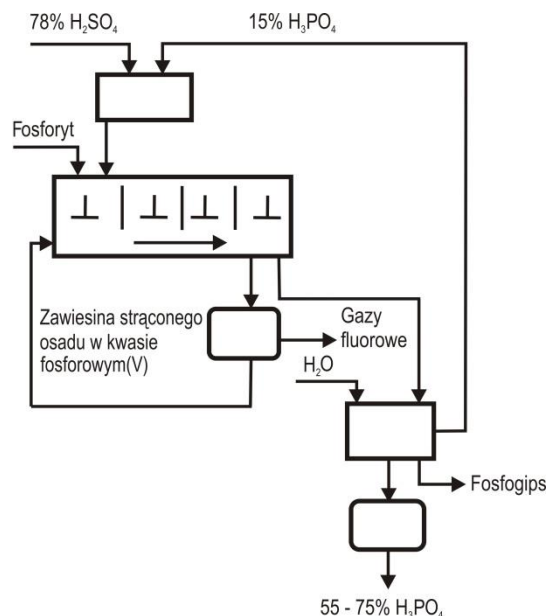 78% H₂SO₄
15% H₃PO₄
Fosforyt
Zawiesina strąconego
osadu w kwasie
fosforowym(V)
Gazy
fluorowe
H₂O
Fosfogips
55 - 75% H₃PO₄